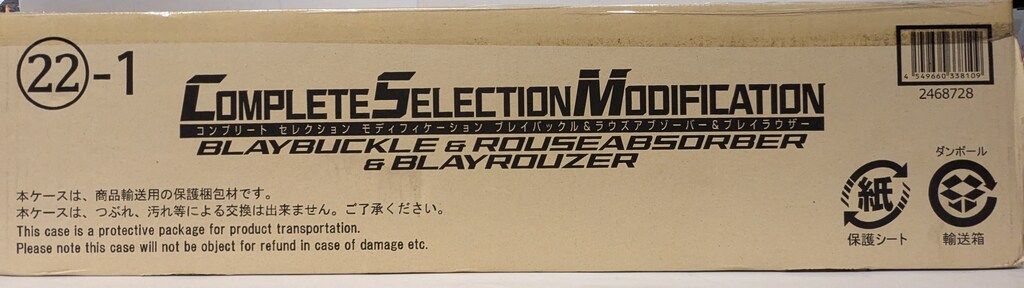 22-1
COMPLETE SELECTION MODIFICATION
コンプリート セレクション モディフィケーション ブレイバックル&ラウズアブゾーバー&ブレイラウザー
BLAYBUCKLE & ROUSEABSORBER
& BLAYROUZER
本ケースは、商品輸送用の保護梱包材です。
本ケースは、つぶれ、汚れ等による交換は出来ません。ご了承ください。
This case is a protective package for product transportation.
Please note this case will not be object for refund in case of damage etc.
4 549660 338109
2468728
紙
保護シート
ダンボール
輸送箱